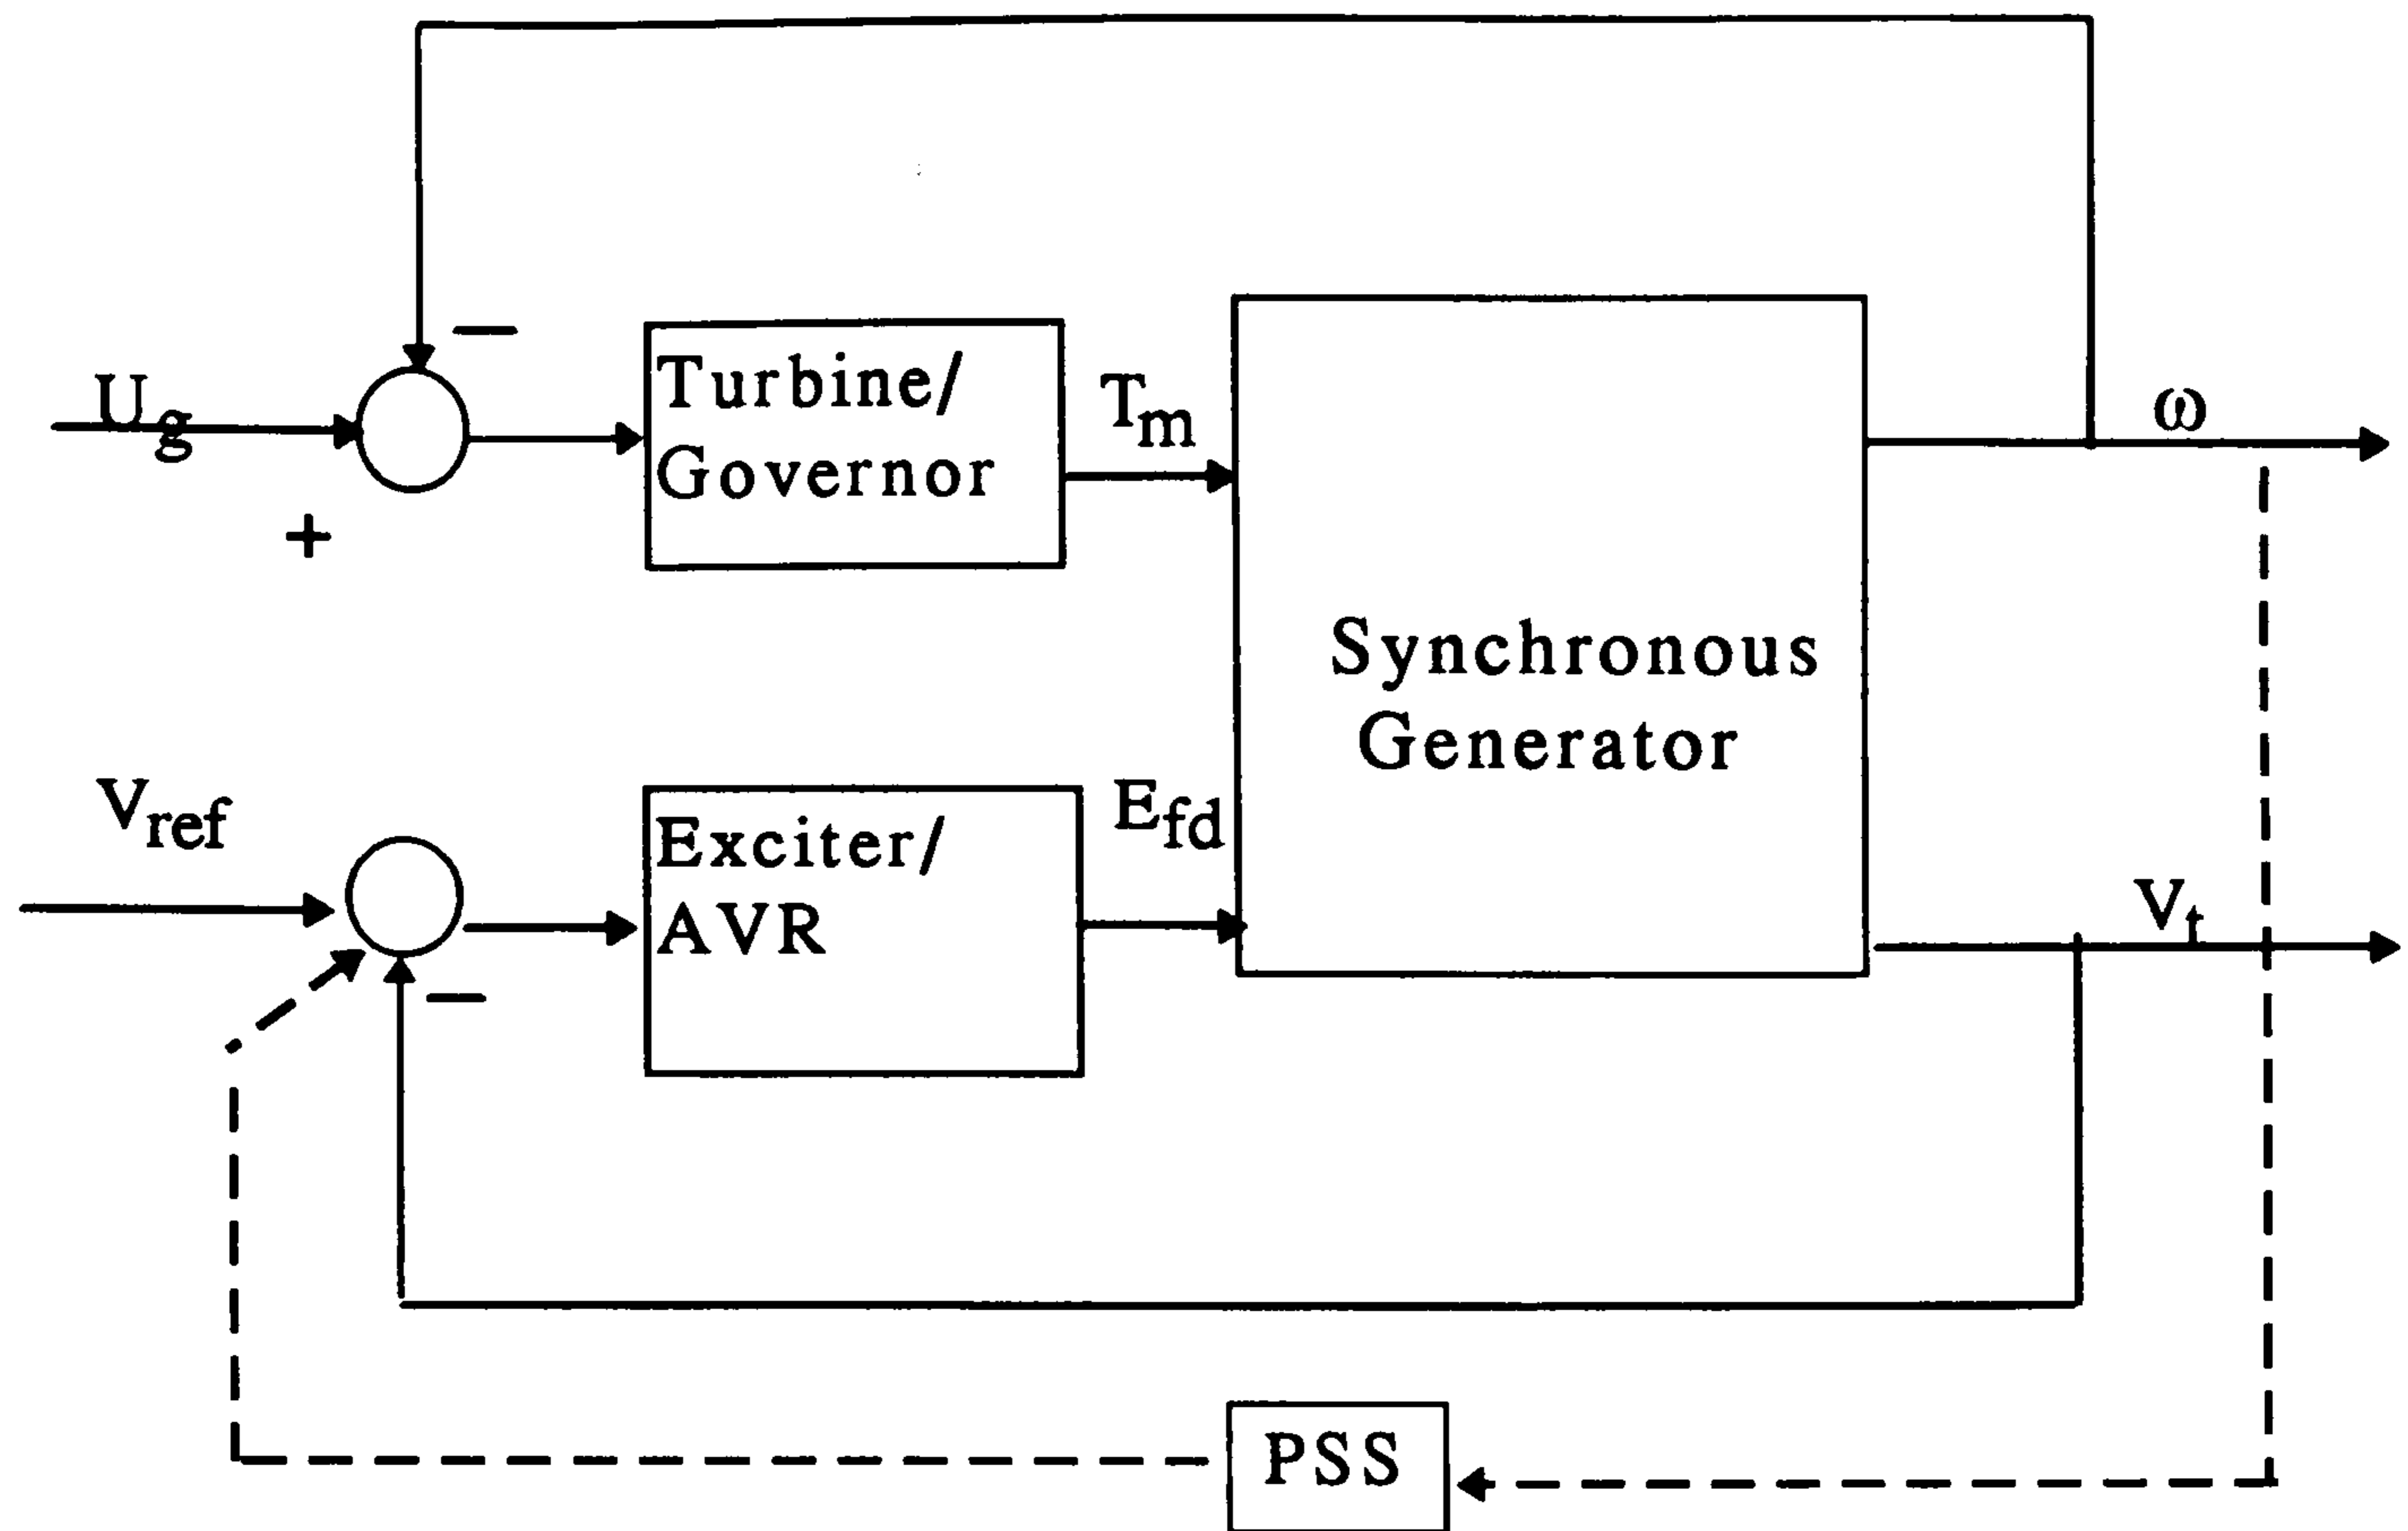 −
Ug
+
Turbine/
Governor
Tm
ω
Synchronous
Generator
Vref
Exciter/
AVR
Efd
Vt
−
PSS